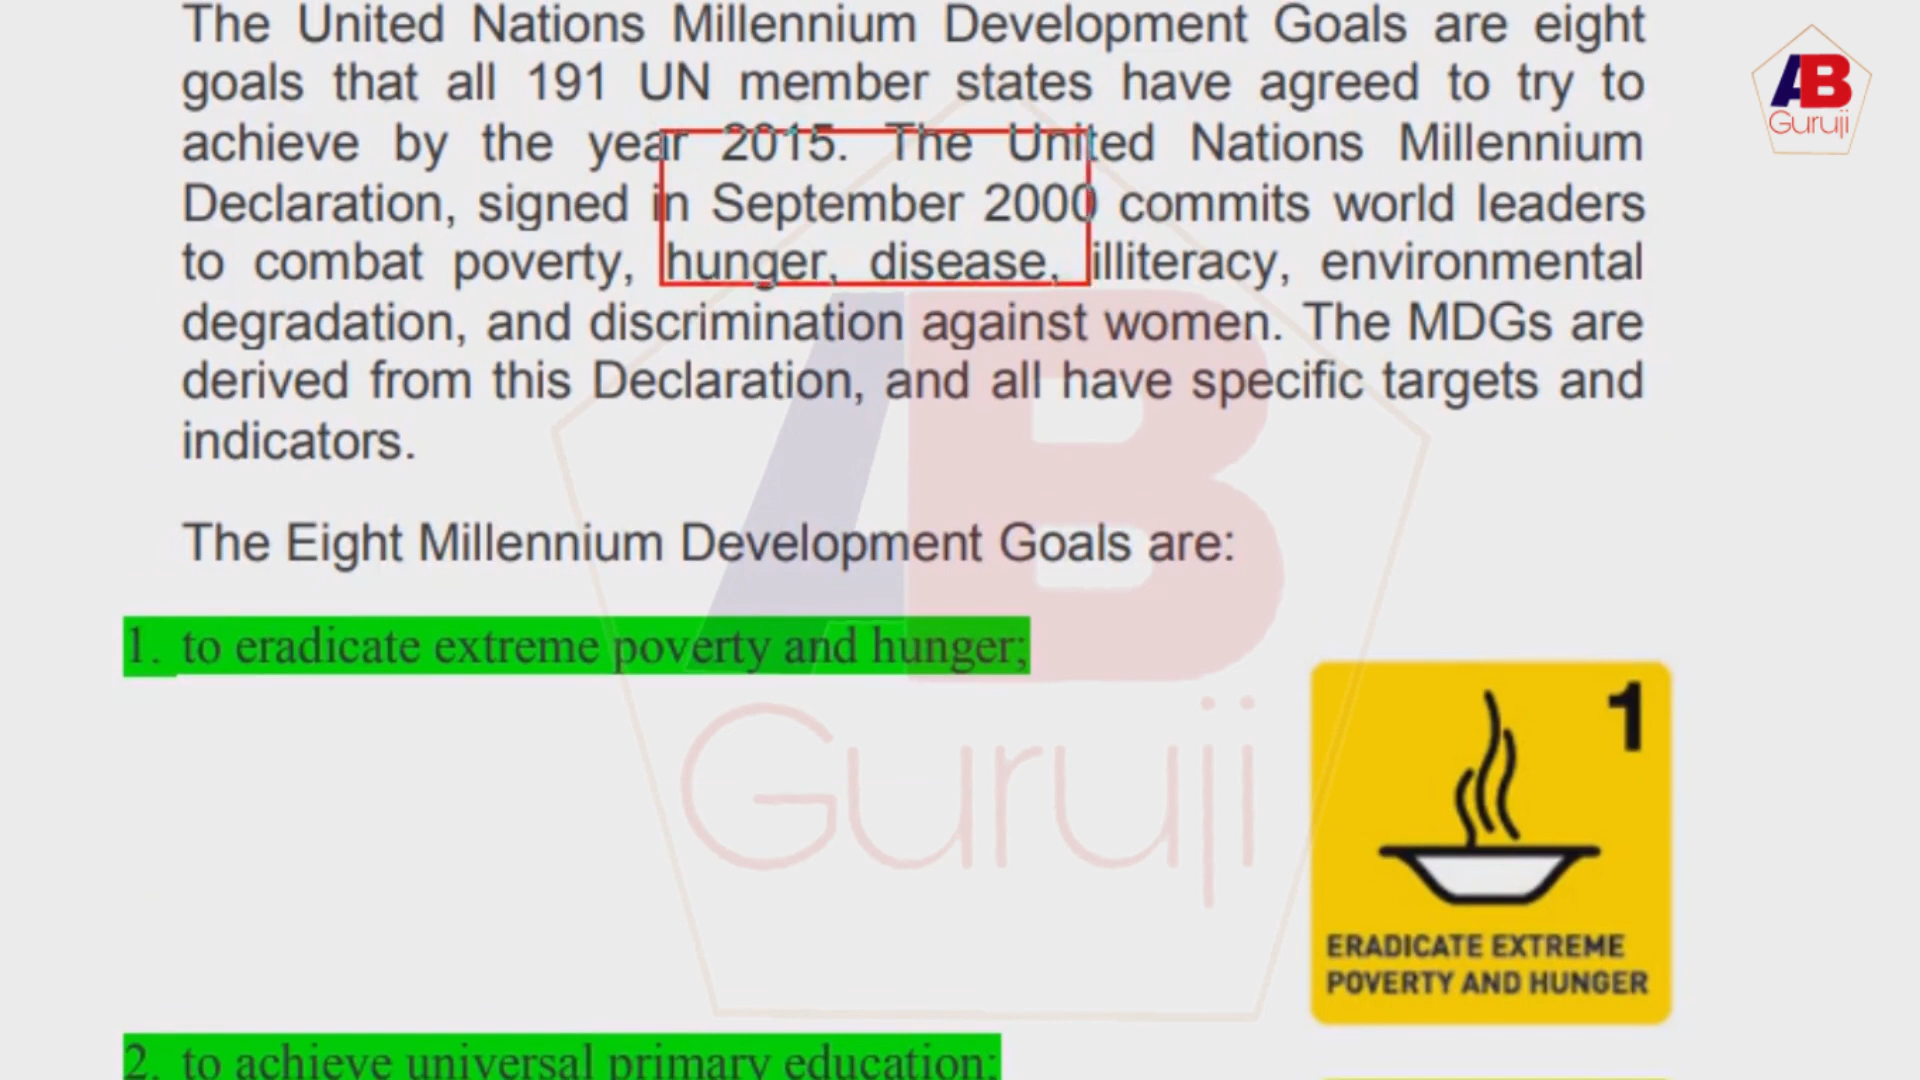 The United Nations Millennium Development Goals are eight
goals that all 191 UN member states have agreed to try to
achieve by the year 2015. The United Nations Millennium
Declaration, signed in September 2000 commits world leaders
to combat poverty, hunger, disease, illiteracy, environmental
degradation, and discrimination against women. The MDGs are
derived from this Declaration, and all have specific targets and
indicators.
The Eight Millennium Development Goals are:
1. to eradicate extreme poverty and hunger;
1
ERADICATE EXTREME
POVERTY AND HUNGER
2. to achieve universal primary education;
AB
Guruji
AB
Guruji